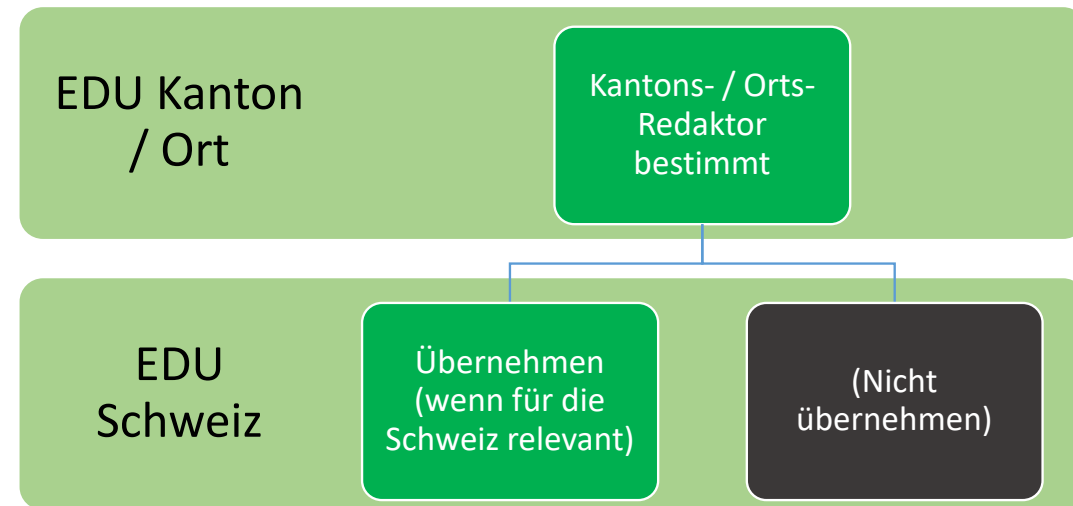 EDU Kanton
/ Ort
Kantons- / Orts-
Redaktor
bestimmt
EDU
Schweiz
Übernehmen
(wenn für die
Schweiz relevant)
(Nicht
übernehmen)